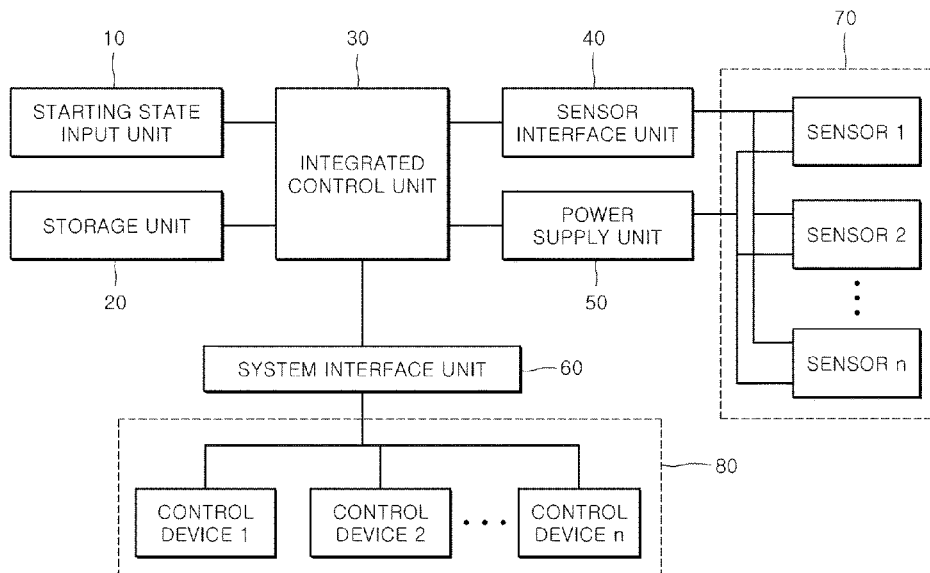 10
30
40
70
STARTING STATE
INPUT UNIT
INTEGRATED
CONTROL UNIT
SENSOR
INTERFACE UNIT
SENSOR 1
STORAGE UNIT
POWER
SUPPLY UNIT
SENSOR 2
20
50
SENSOR n
SYSTEM INTERFACE UNIT
60
80
CONTROL
DEVICE 1
CONTROL
DEVICE 2
CONTROL
DEVICE n